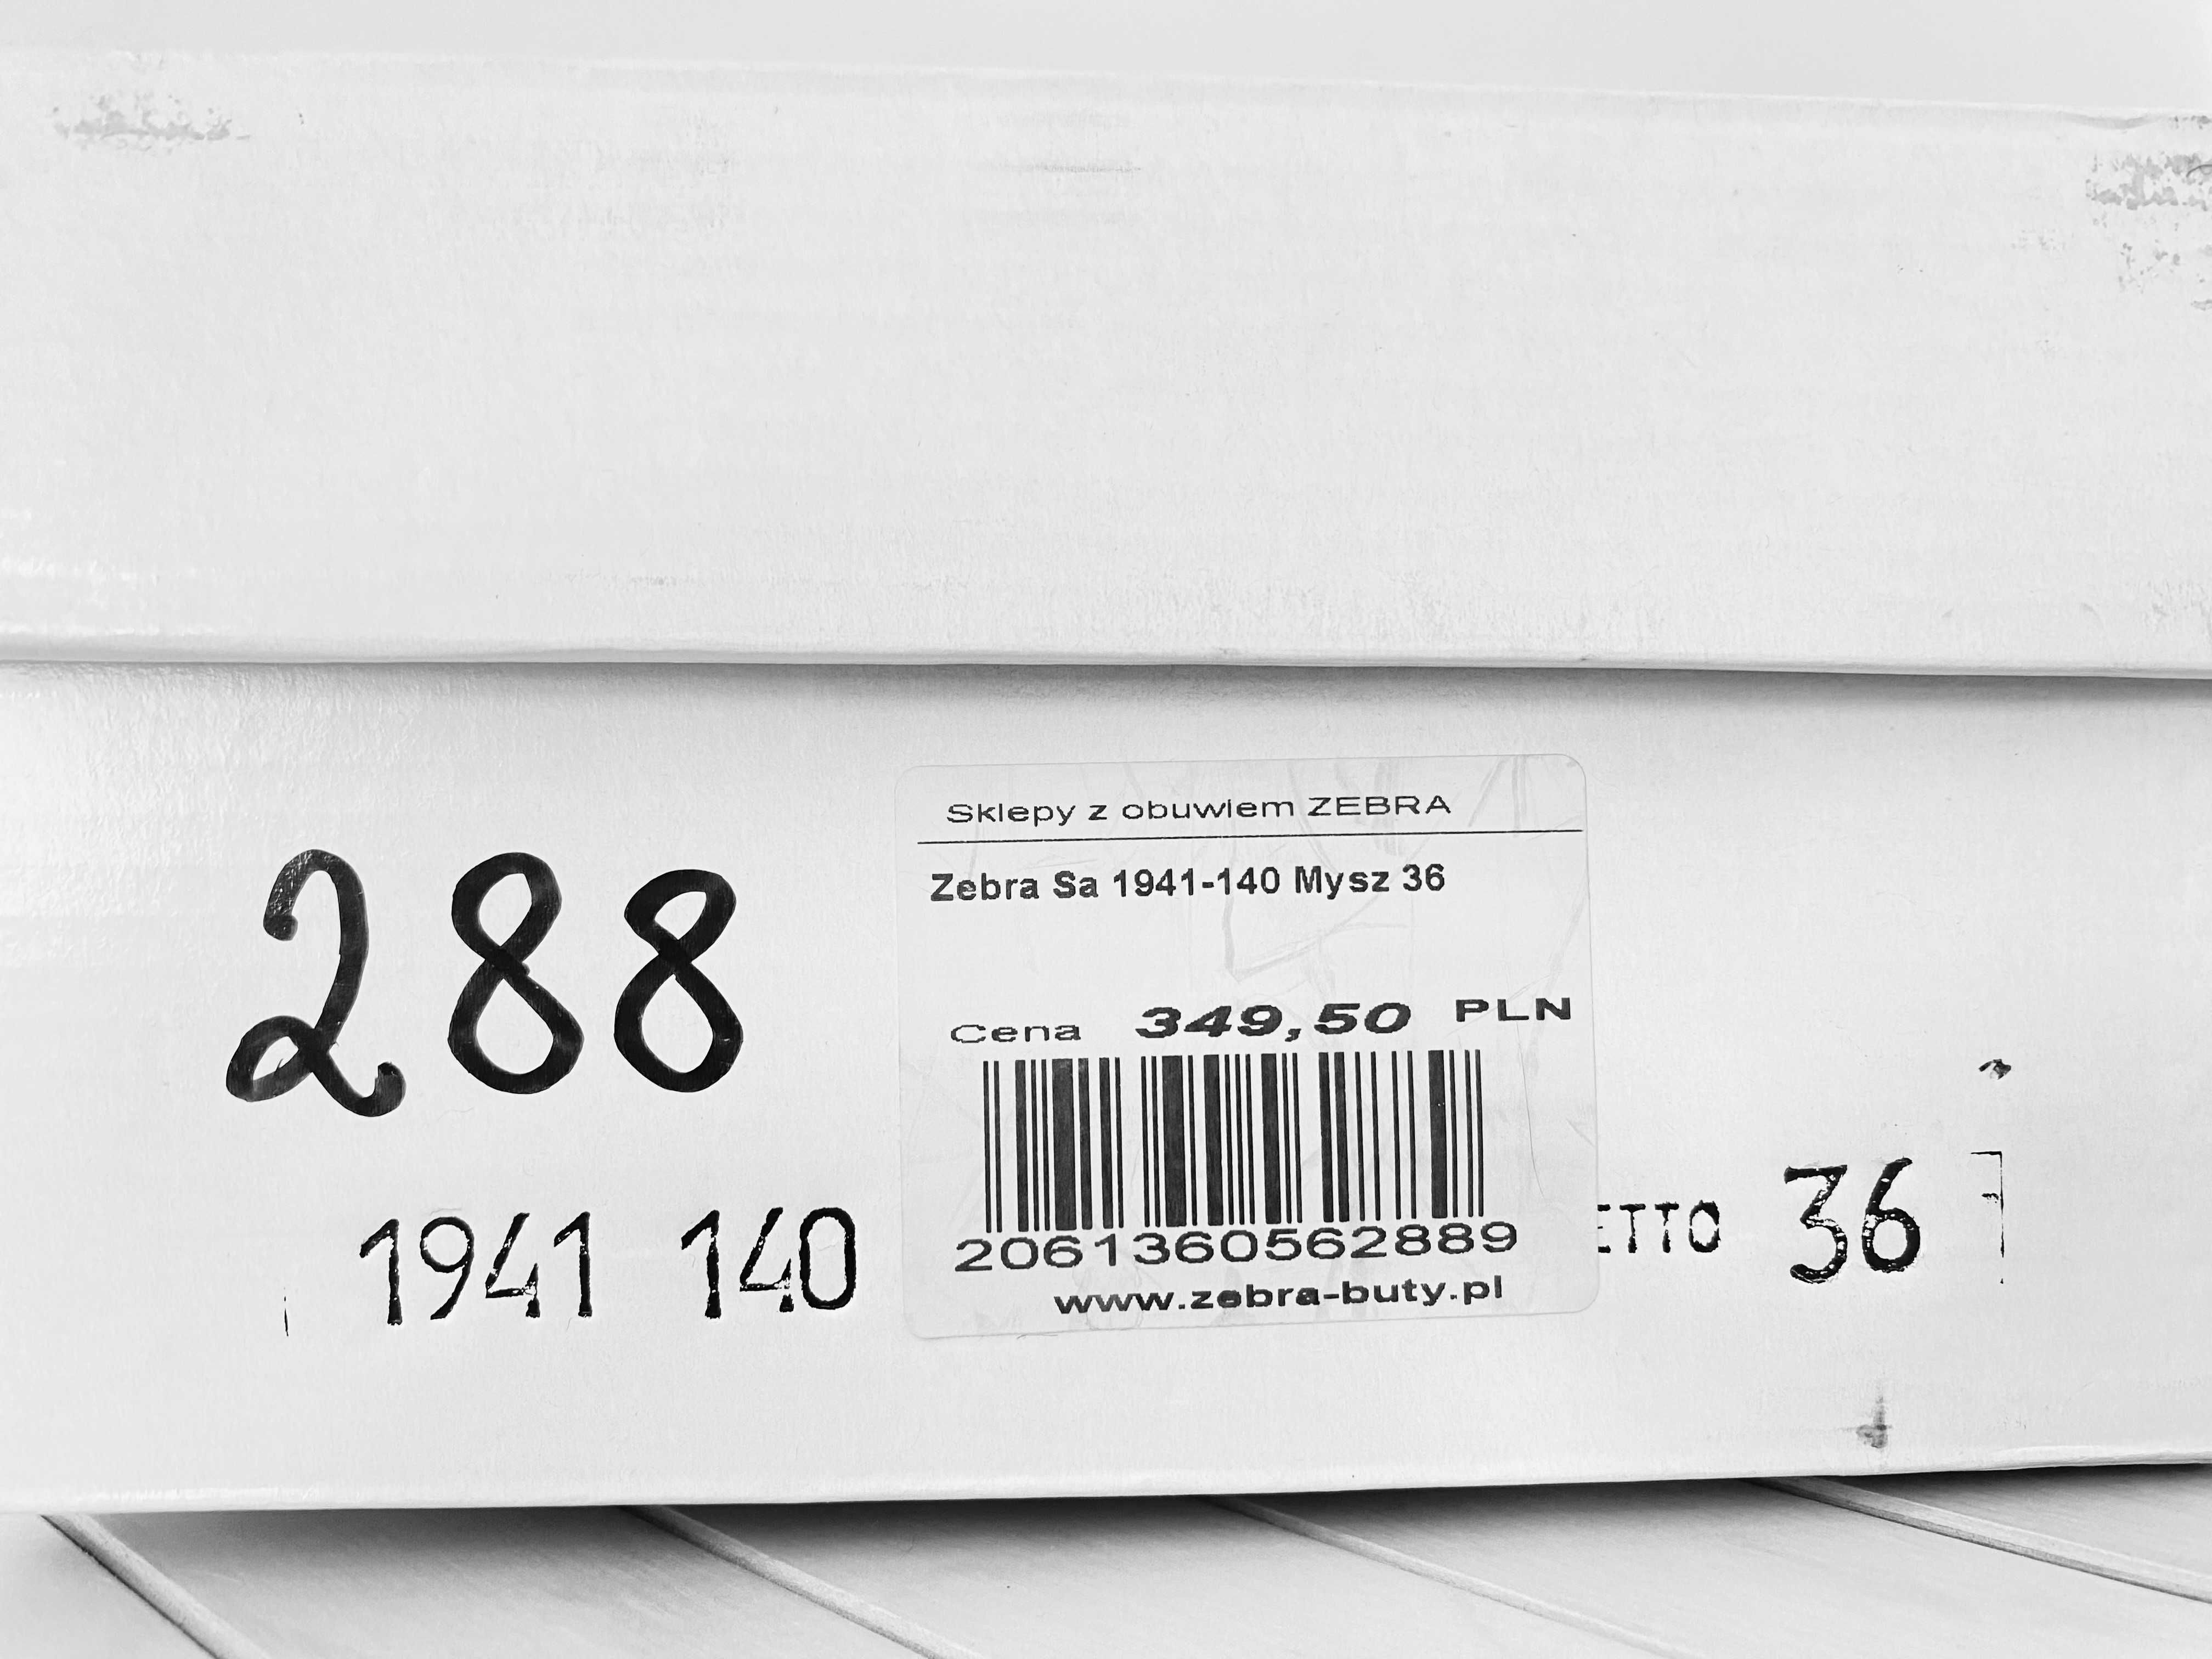 Sklepy z obuwiem ZEBRA
Zebra Sa 1941-140 Mysz 36
Cena 349,50 PLN
2061360562889
www.zebra-buty.pl
288
1941 140
ETTO 36